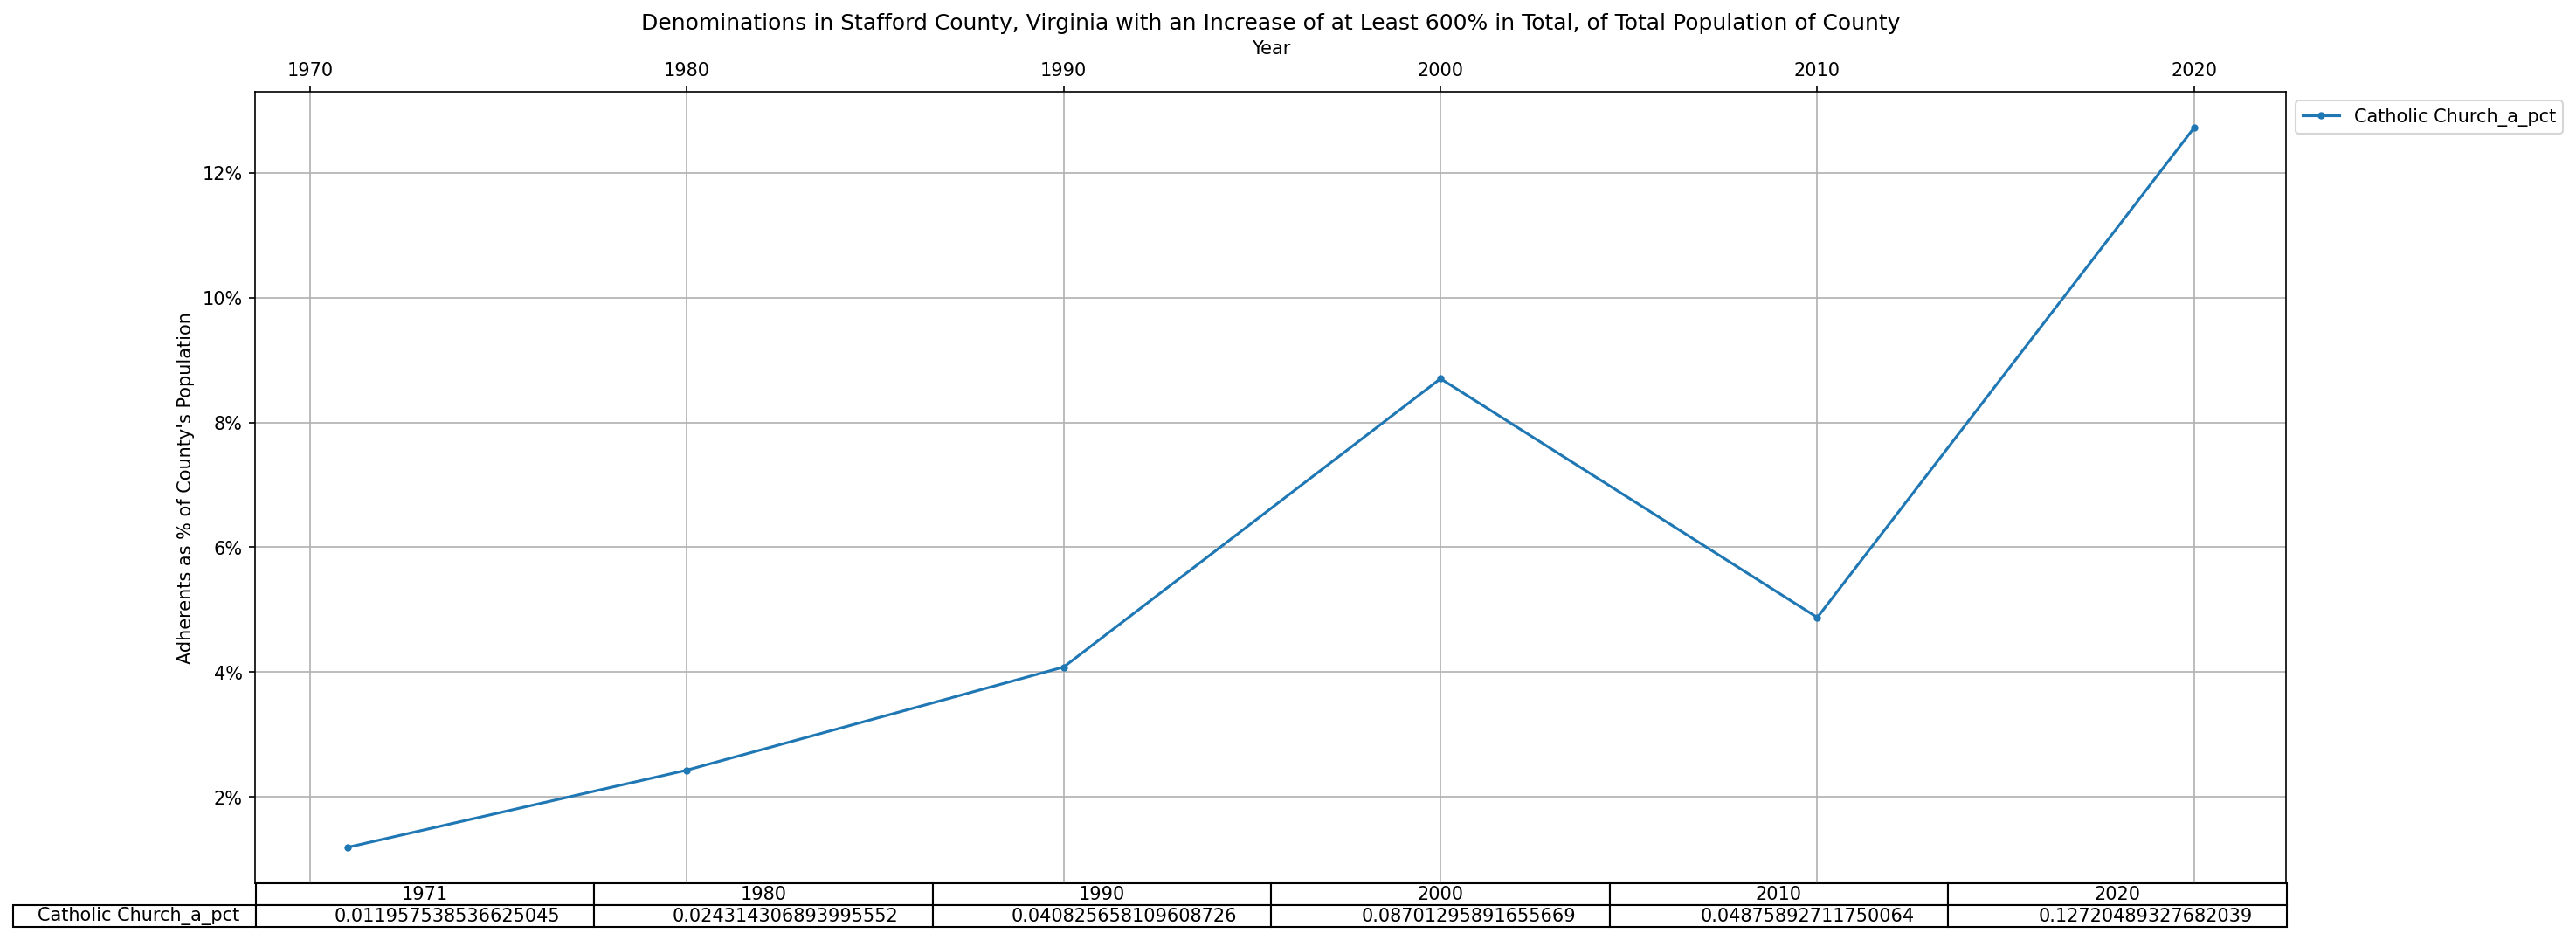 Denominations in Stafford County, Virginia with an Increase of at Least 600% in Total, of Total Population of County
Year
1970 1980 1990 2000 2010 2020
Catholic Church_a_pct
Adherents as % of County's Population
12%
10%
8%
6%
4%
2%
1971 1980 1990 2000 2010 2020
Catholic Church_a_pct 0.011957538536625045 0.024314306893995552 0.040825658109608726 0.08701295891655669 0.04875892711750064 0.12720489327682039